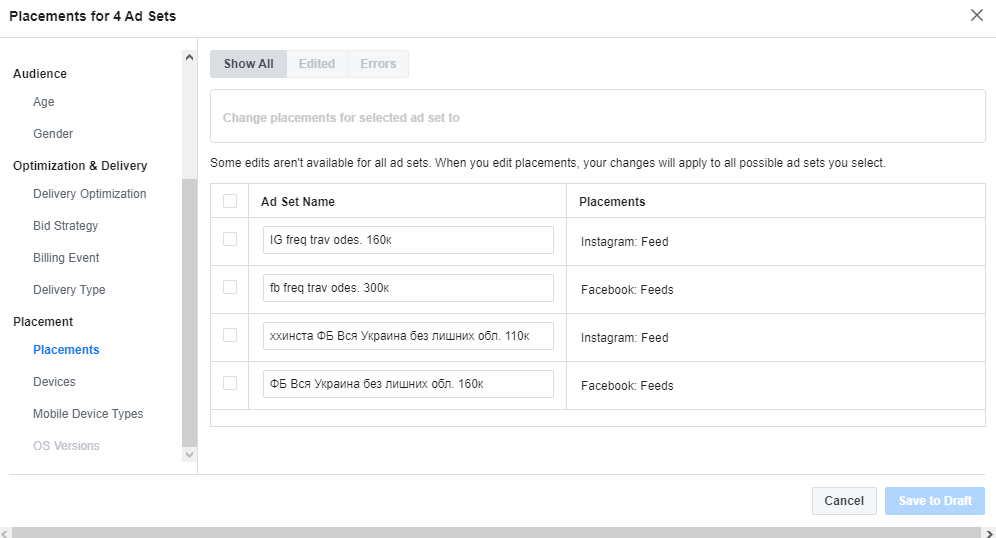 Placements for 4 Ad Sets
Audience
Age
Gender
Optimization & Delivery
Delivery Optimization
Bid Strategy
Billing Event
Delivery Type
Placement
Placements
Devices
Mobile Device Types
OS Versions
Show All Edited Errors
Change placements for selected ad set to
Some edits aren't available for all ad sets. When you edit placements, your changes will apply to all possible ad sets you select.
Ad Set Name Placements
IG freq trav odes. 160к Instagram: Feed
fb freq trav odes. 300к Facebook: Feeds
ххинста ФБ Вся Украина без лишних обл. 110к Instagram: Feed
ФБ Вся Украина без лишних обл. 160к Facebook: Feeds
Cancel Save to Draft